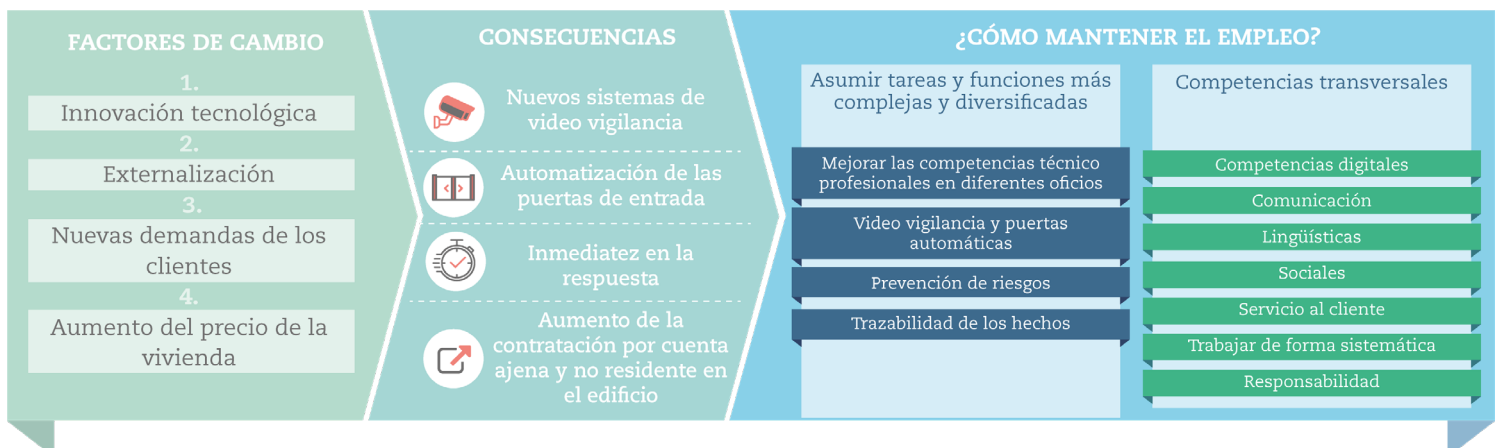 FACTORES DE CAMBIO
1.
Innovación tecnológica
2.
Externalización
3.
Nuevas demandas de los
clientes
4.
Aumento del precio de la
vivienda
CONSECUENCIAS
Nuevos sistemas de
video vigilancia
Automatización de las
puertas de entrada
Inmediatez en la
respuesta
Aumento de la
contratación por cuenta
ajena y no residente en
el edificio
¿CÓMO MANTENER EL EMPLEO?
Asumir tareas y funciones más
complejas y diversificadas
Mejorar las competencias técnico
profesionales en diferentes oficios
Video vigilancia y puertas
automáticas
Prevención de riesgos
Trazabilidad de los hechos
Competencias transversales
Competencias digitales
Comunicación
Lingüísticas
Sociales
Servicio al cliente
Trabajar de forma sistemática
Responsabilidad